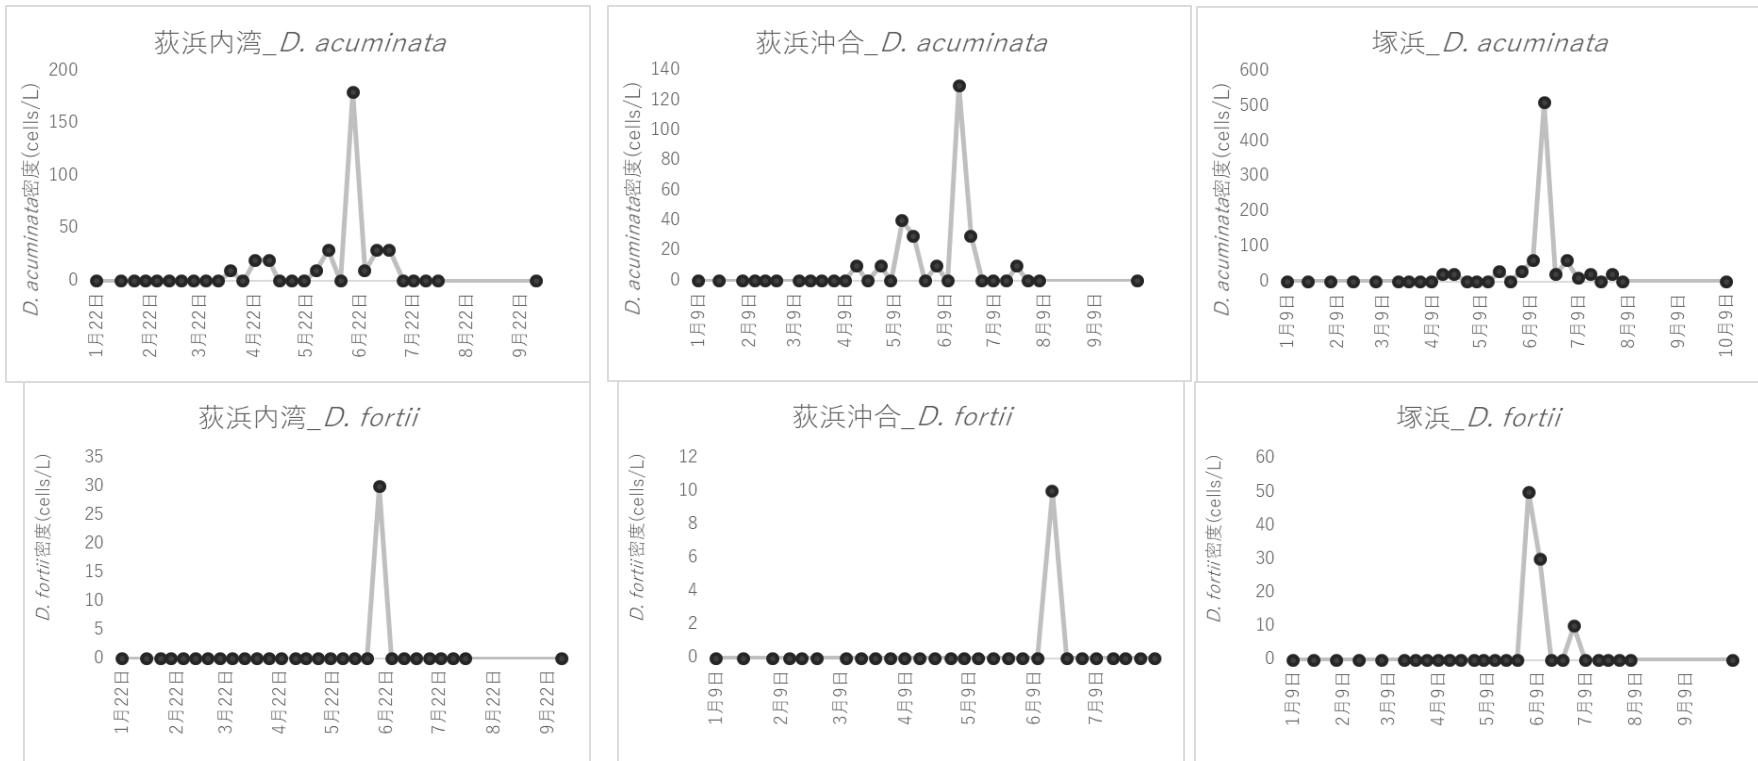 荻浜内湾_D. acuminata
D. acuminata密度(cells/L)
200
150
100
50
0
1月22日
2月22日
3月22日
4月22日
5月22日
6月22日
7月22日
8月22日
9月22日
荻浜沖合_D. acuminata
D. acuminata密度(cells/L)
140
120
100
80
60
40
20
0
1月9日
2月9日
3月9日
4月9日
5月9日
6月9日
7月9日
8月9日
9月9日
塚浜_D. acuminata
D. acuminata密度(cells/L)
600
500
400
300
200
100
0
1月9日
2月9日
3月9日
4月9日
5月9日
6月9日
7月9日
8月9日
9月9日
10月9日
荻浜内湾_D. fortii
D. fortii密度(cells/L)
35
30
25
20
15
10
5
0
1月22日
2月22日
3月22日
4月22日
5月22日
6月22日
7月22日
8月22日
9月22日
荻浜沖合_D. fortii
D. fortii密度(cells/L)
12
10
8
6
4
2
0
1月9日
2月9日
3月9日
4月9日
5月9日
6月9日
7月9日
塚浜_D. fortii
D. fortii密度(cells/L)
60
50
40
30
20
10
0
1月9日
2月9日
3月9日
4月9日
5月9日
6月9日
7月9日
8月9日
9月9日